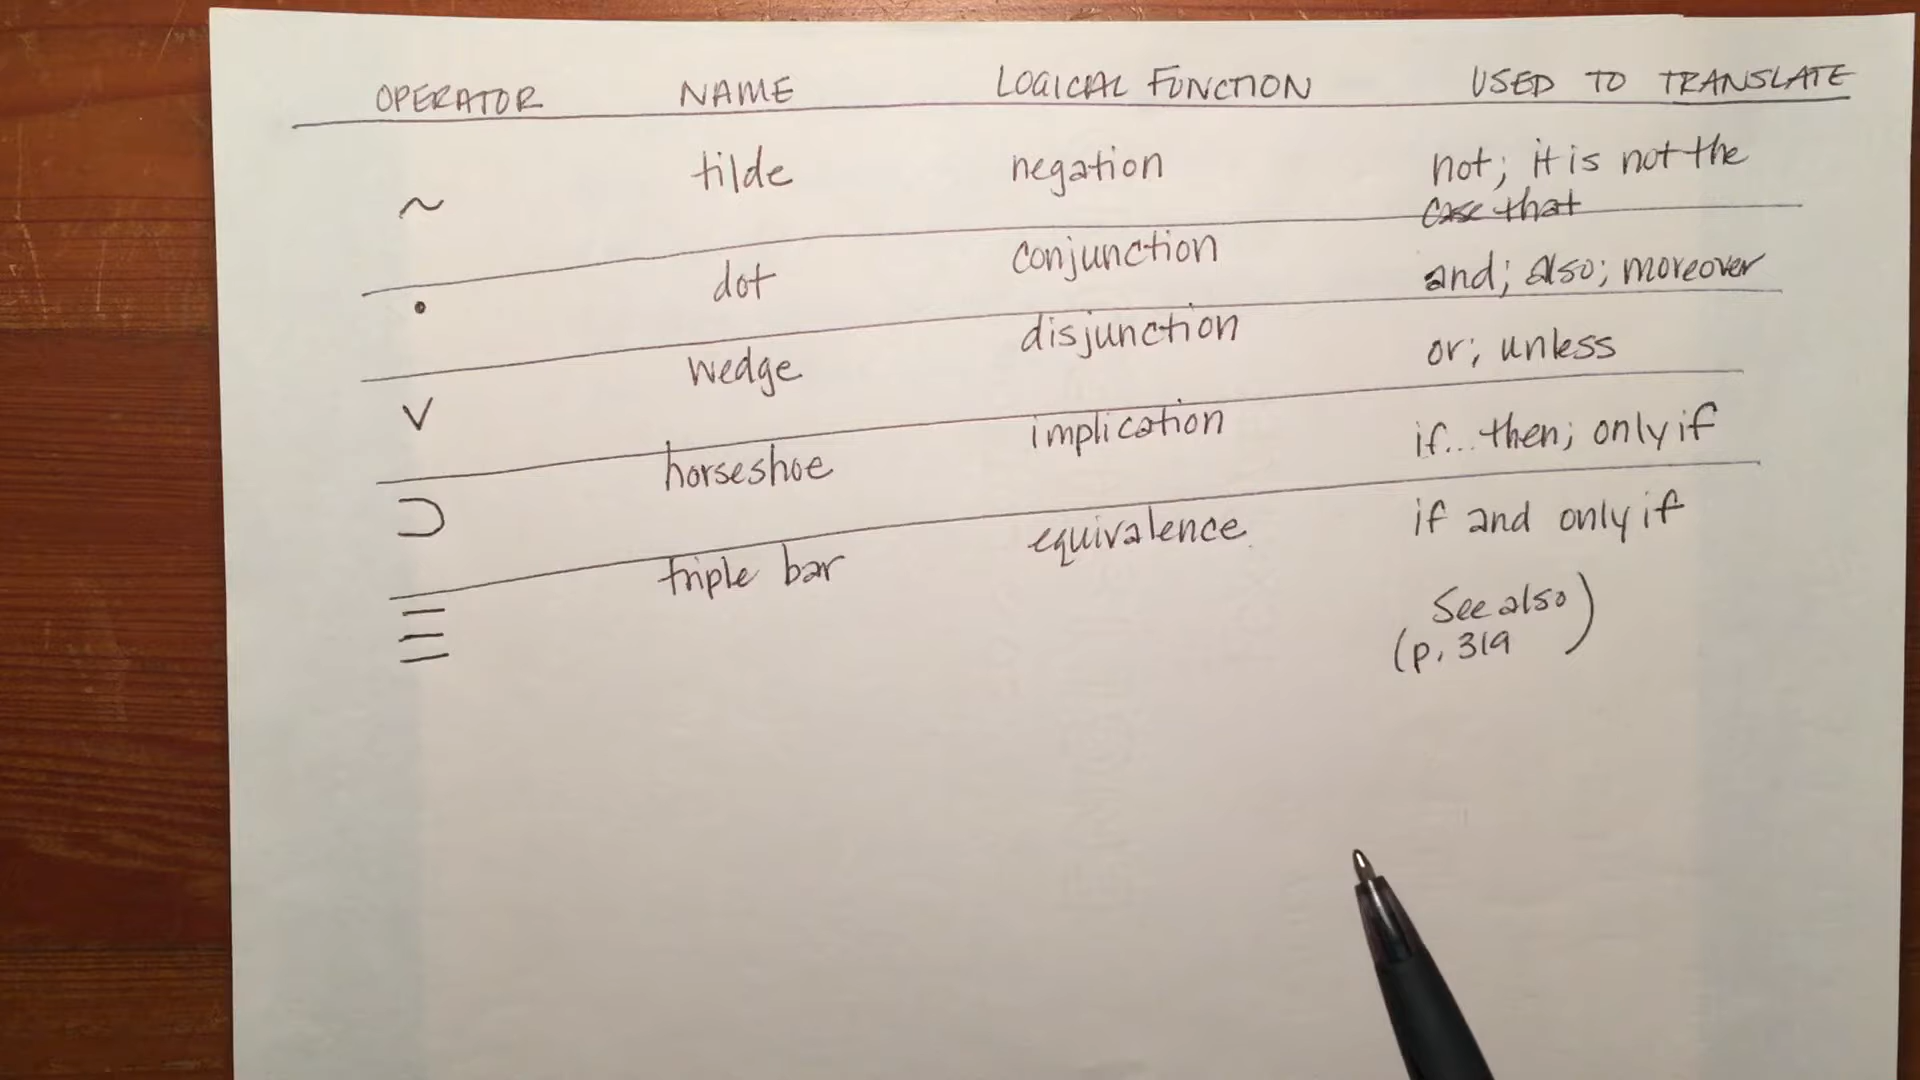 OPERATOR NAME LOGICAL FUNCTION USED TO TRANSLATE
~ tilde negation not; it is not the
case that
• dot conjunction and; also; moreover
v wedge disjunction or; unless
⊃ horseshoe implication if...then; only if
≡ triple bar equivalence if and only if
See also
(p. 319)